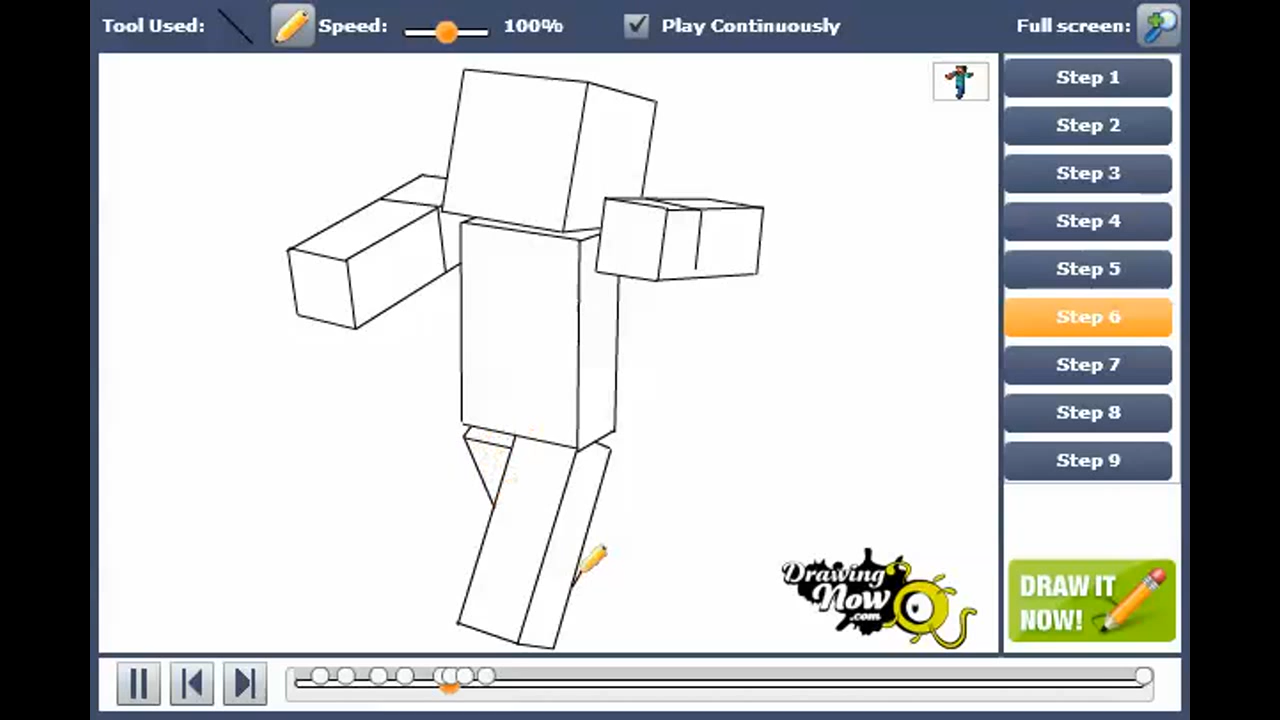 Tool Used:
Speed:
100%
Play Continuously
Full screen:
Step 1
Step 2
Step 3
Step 4
Step 5
Step 6
Step 7
Step 8
Step 9
Drawing
Now
.com
DRAW IT
NOW!